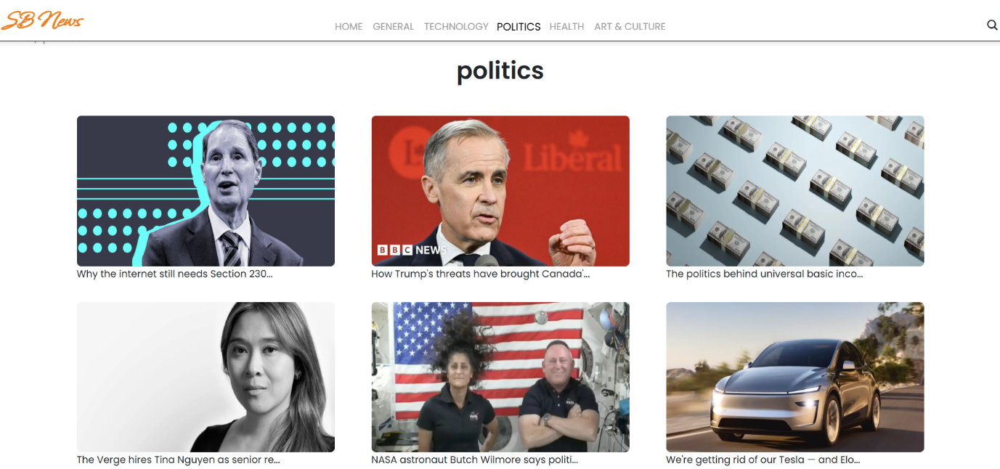 SB News
HOME GENERAL TECHNOLOGY POLITICS HEALTH ART & CULTURE
politics
Liberal
BBC NEWS
Why the internet still needs Section 230...
How Trump's threats have brought Canada'...
The politics behind universal basic inco...
The Verge hires Tina Nguyen as senior re...
NASA astronaut Butch Wilmore says politi...
We're getting rid of our Tesla — and Elo...